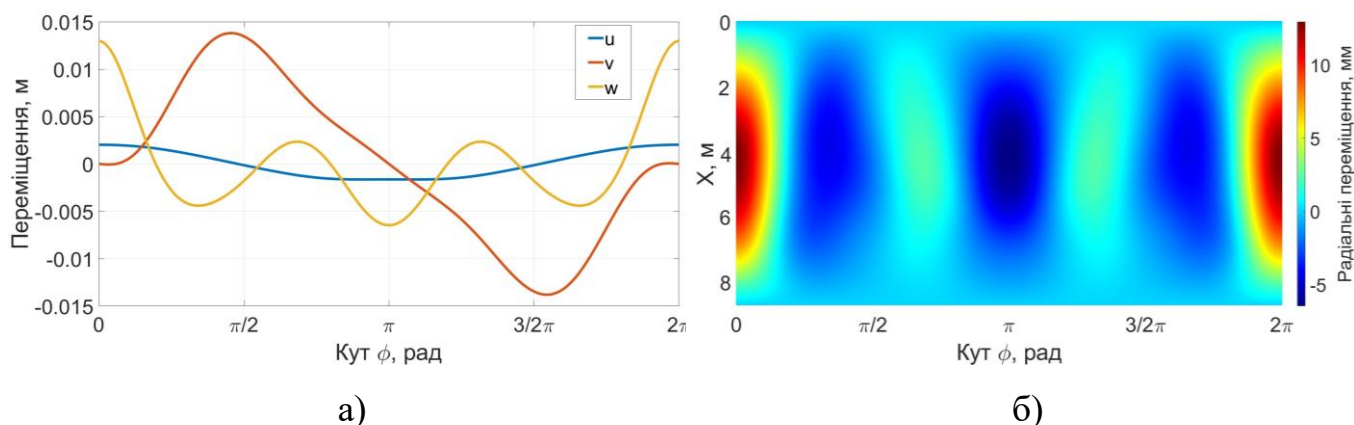 0.015
0.01
0.005
0
-0.005
-0.01
-0.015
Переміщення, м
u
v
w
0
π/2
π
3/2π
2π
Кут ϕ, рад
а)
0
2
4
6
8
X, м
0
π/2
π
3/2π
2π
Кут ϕ, рад
10
5
0
-5
Радіальні переміщення, мм
б)